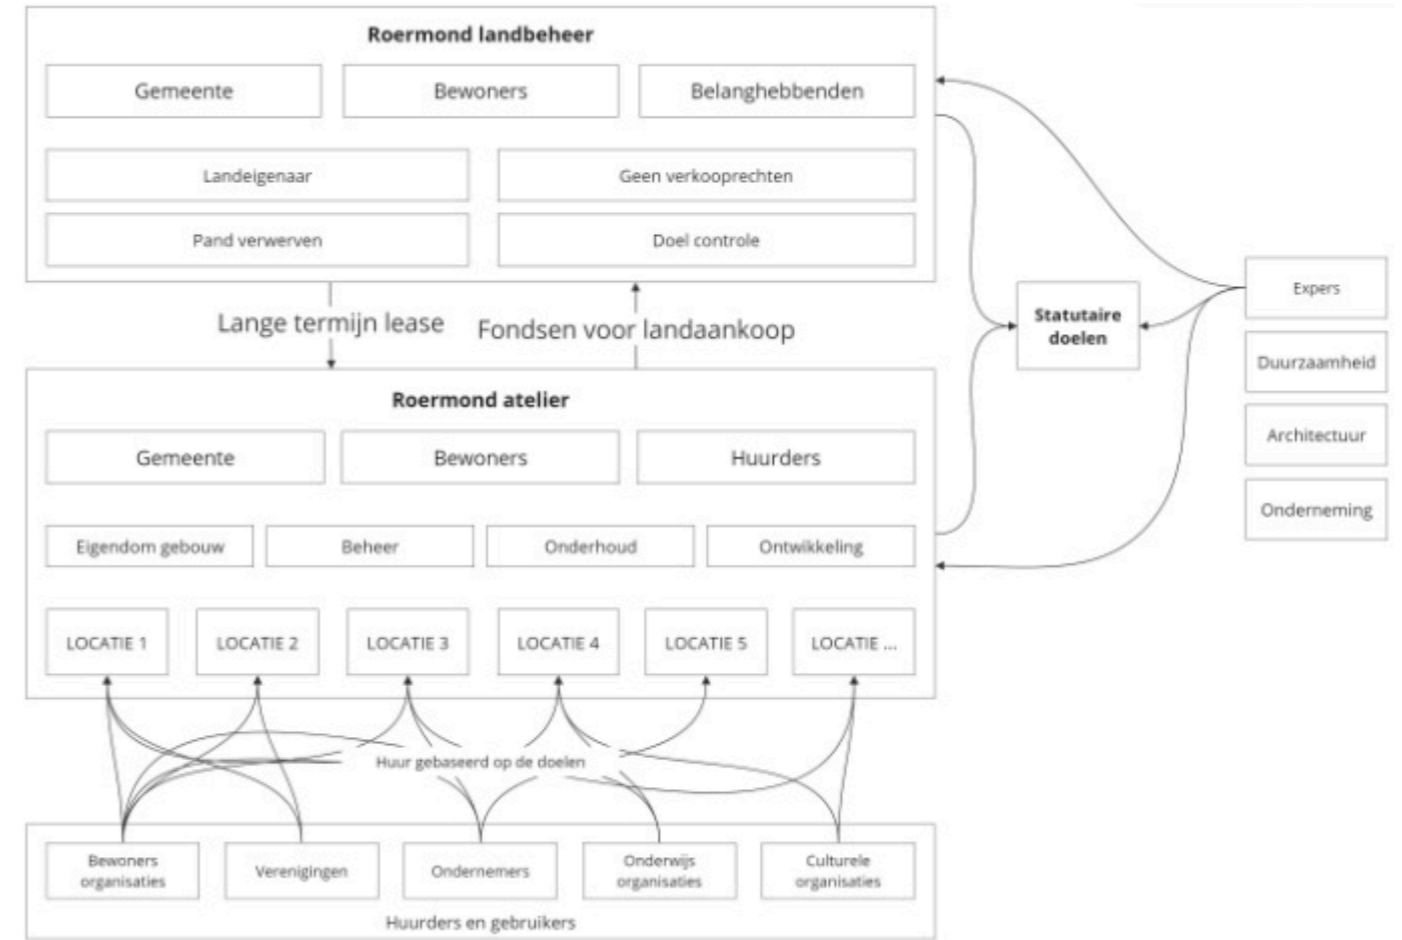 Roermond landbeheer
Gemeente
Bewoners
Belanghebbenden
Landeigenaar
Geen verkooprechten
Pand verwerven
Doel controle
Lange termijn lease
Fondsen voor landaankoop
Statutaire
doelen
Expers
Duurzaamheid
Architectuur
Onderneming
Roermond atelier
Gemeente
Bewoners
Huurders
Eigendom gebouw
Beheer
Onderhoud
Ontwikkeling
LOCATIE 1
LOCATIE 2
LOCATIE 3
LOCATIE 4
LOCATIE 5
LOCATIE ...
Huur gebaseerd op de doelen
Bewoners
organisaties
Verenigingen
Ondernemers
Onderwijs
organisaties
Culturele
organisaties
Huurders en gebruikers